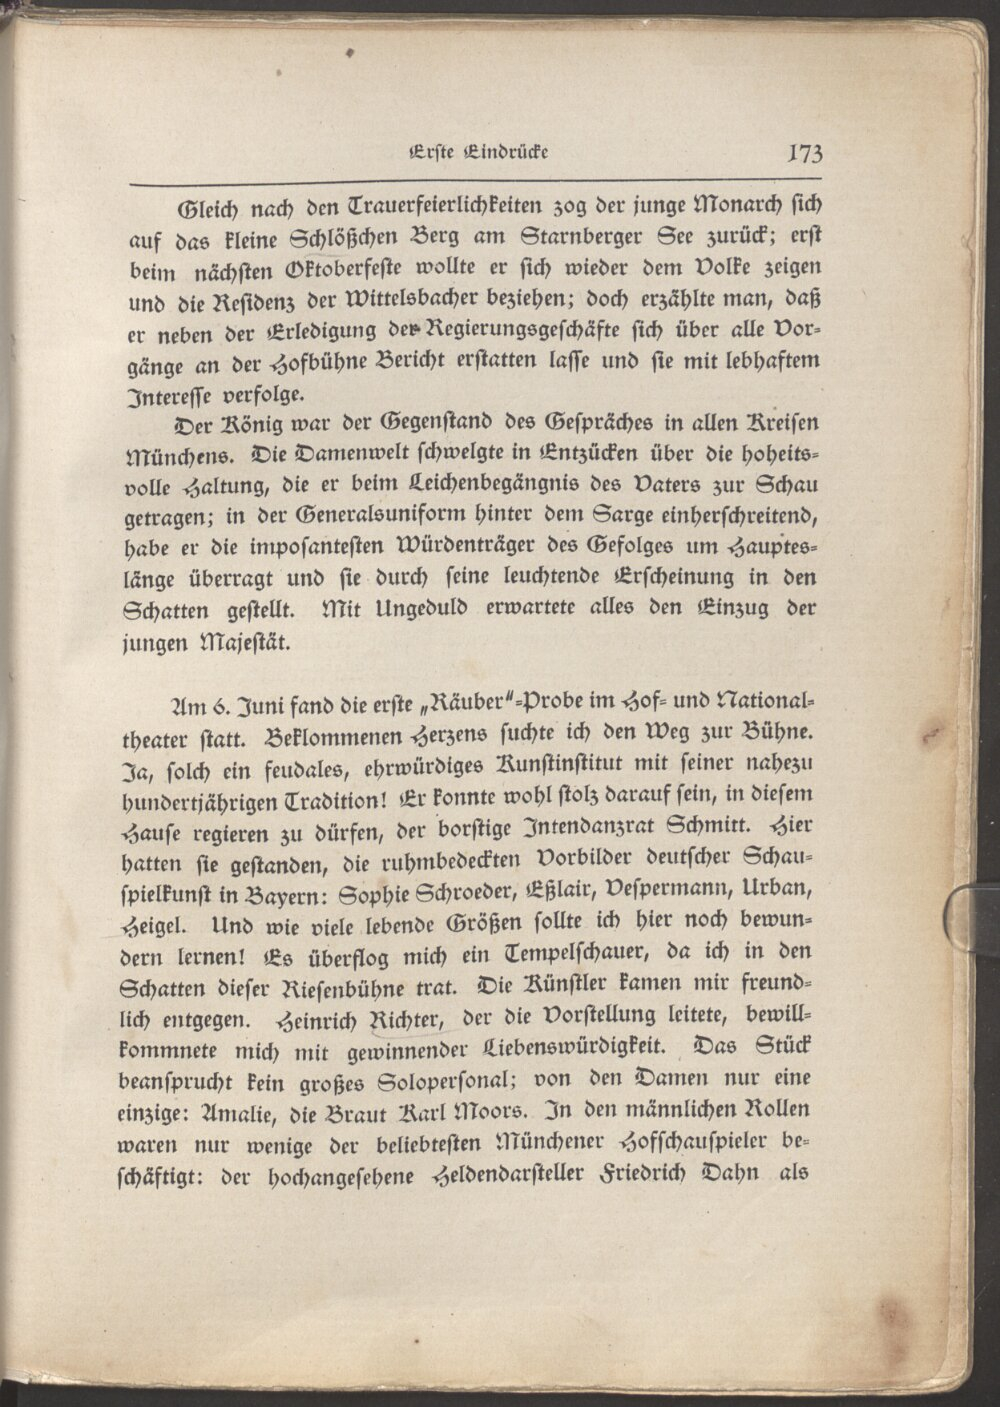 Erste Eindrücke 173
Gleich nach den Trauerfeierlichkeiten zog der junge Monarch sich
auf das kleine Schlößchen Berg am Starnberger See zurück; erst
beim nächsten Oktoberfeste wollte er sich wieder dem Volke zeigen
und die Residenz der Wittelsbacher beziehen; doch erzählte man, daß
er neben der Erledigung der Regierungsgeschäfte sich über alle Vor-
gänge an der Hofbühne Bericht erstatten lasse und sie mit lebhaftem
Interesse verfolge.
Der König war der Gegenstand des Gespräches in allen Kreisen
Münchens. Die Damenwelt schwelgte in Entzücken über die hoheits-
volle Haltung, die er beim Leichenbegängnis des Vaters zur Schau
getragen; in der Generalsuniform hinter dem Sarge einherschreitend,
habe er die imposantesten Würdenträger des Gefolges um Hauptes-
länge überragt und sie durch seine leuchtende Erscheinung in den
Schatten gestellt. Mit Ungeduld erwartete alles den Einzug der
jungen Majestät.
Am 6. Juni fand die erste „Räuber“-Probe im Hof- und National-
theater statt. Beklommenen Herzens suchte ich den Weg zur Bühne.
Ja, solch ein feudales, ehrwürdiges Kunstinstitut mit seiner nahezu
hundertjährigen Tradition! Er konnte wohl stolz darauf sein, in diesem
Hause regieren zu dürfen, der borstige Intendanzrat Schmitt. Hier
hatten sie gestanden, die ruhmbedeckten Vorbilder deutscher Schau-
spielkunst in Bayern: Sophie Schroeder, Eßlair, Vespermann, Urban,
Heigel. Und wie viele lebende Größen sollte ich hier noch bewun-
dern lernen! Es überflog mich ein Tempelschauer, da ich in den
Schatten dieser Riesenbühne trat. Die Künstler kamen mir freund-
lich entgegen. Heinrich Richter, der die Vorstellung leitete, bewill-
kommnete mich mit gewinnender Liebenswürdigkeit. Das Stück
beansprucht kein großes Solopersonal; von den Damen nur eine
einzige: Amalie, die Braut Karl Moors. In den männlichen Rollen
waren nur wenige der beliebtesten Münchener Hofschauspieler be-
schäftigt: der hochangesehene Heldendarsteller Friedrich Dahn als